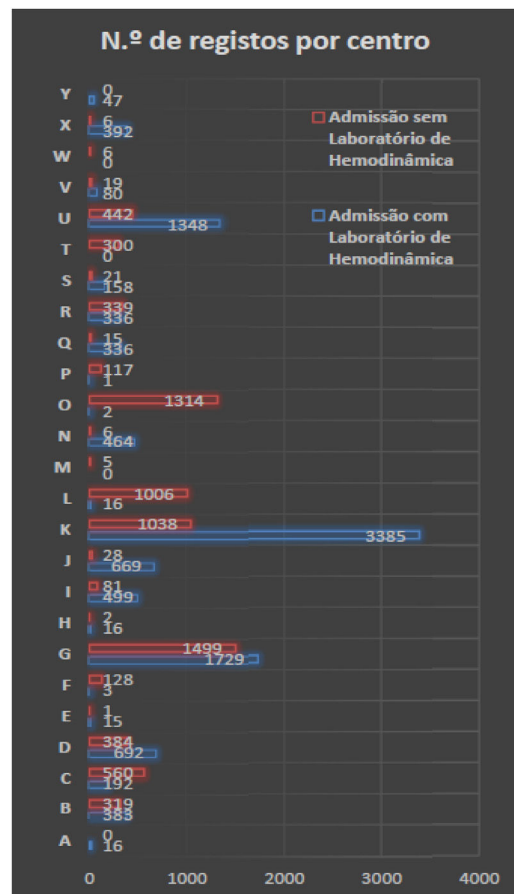 N.º de registos por centro
Admissão sem
Laboratório de
Hemodinâmica
Admissão com
Laboratório de
Hemodinâmica
Y 0
47
X 6
392
W 6
0
V 19
80
U 442
1348
T 300
0
S 21
158
R 339
336
Q 15
336
P 117
1
O 1314
2
N 6
464
M 5
0
L 1006
16
K 1038
3385
J 28
669
I 81
499
H 2
16
G 1499
1729
F 128
3
E 1
15
D 384
692
C 560
192
B 319
383
A 0
16
0 1000 2000 3000 4000